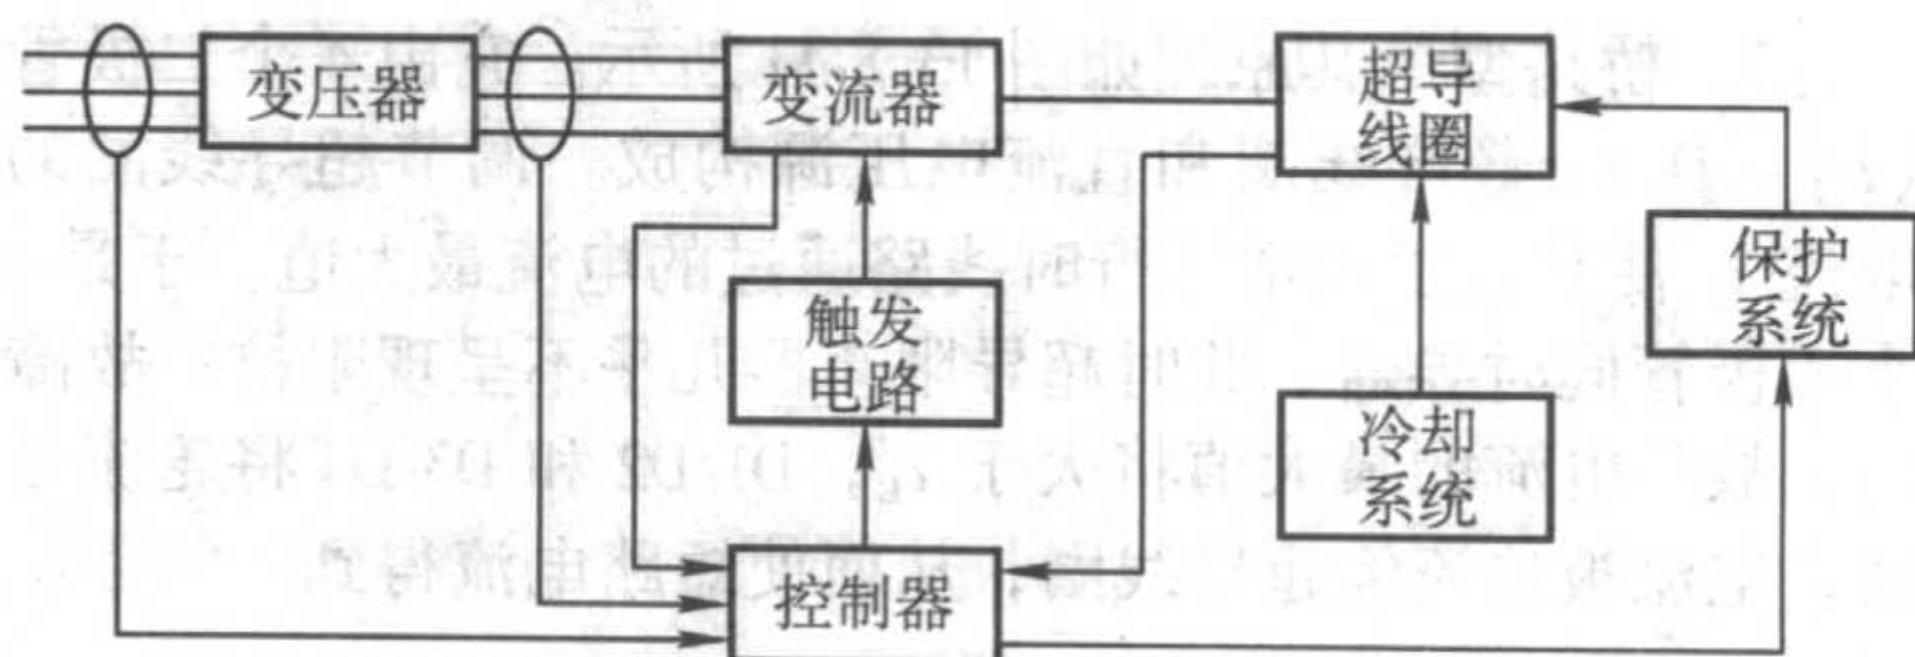 变压器
变流器
超导
线圈
保护
系统
触发
电路
冷却
系统
控制器